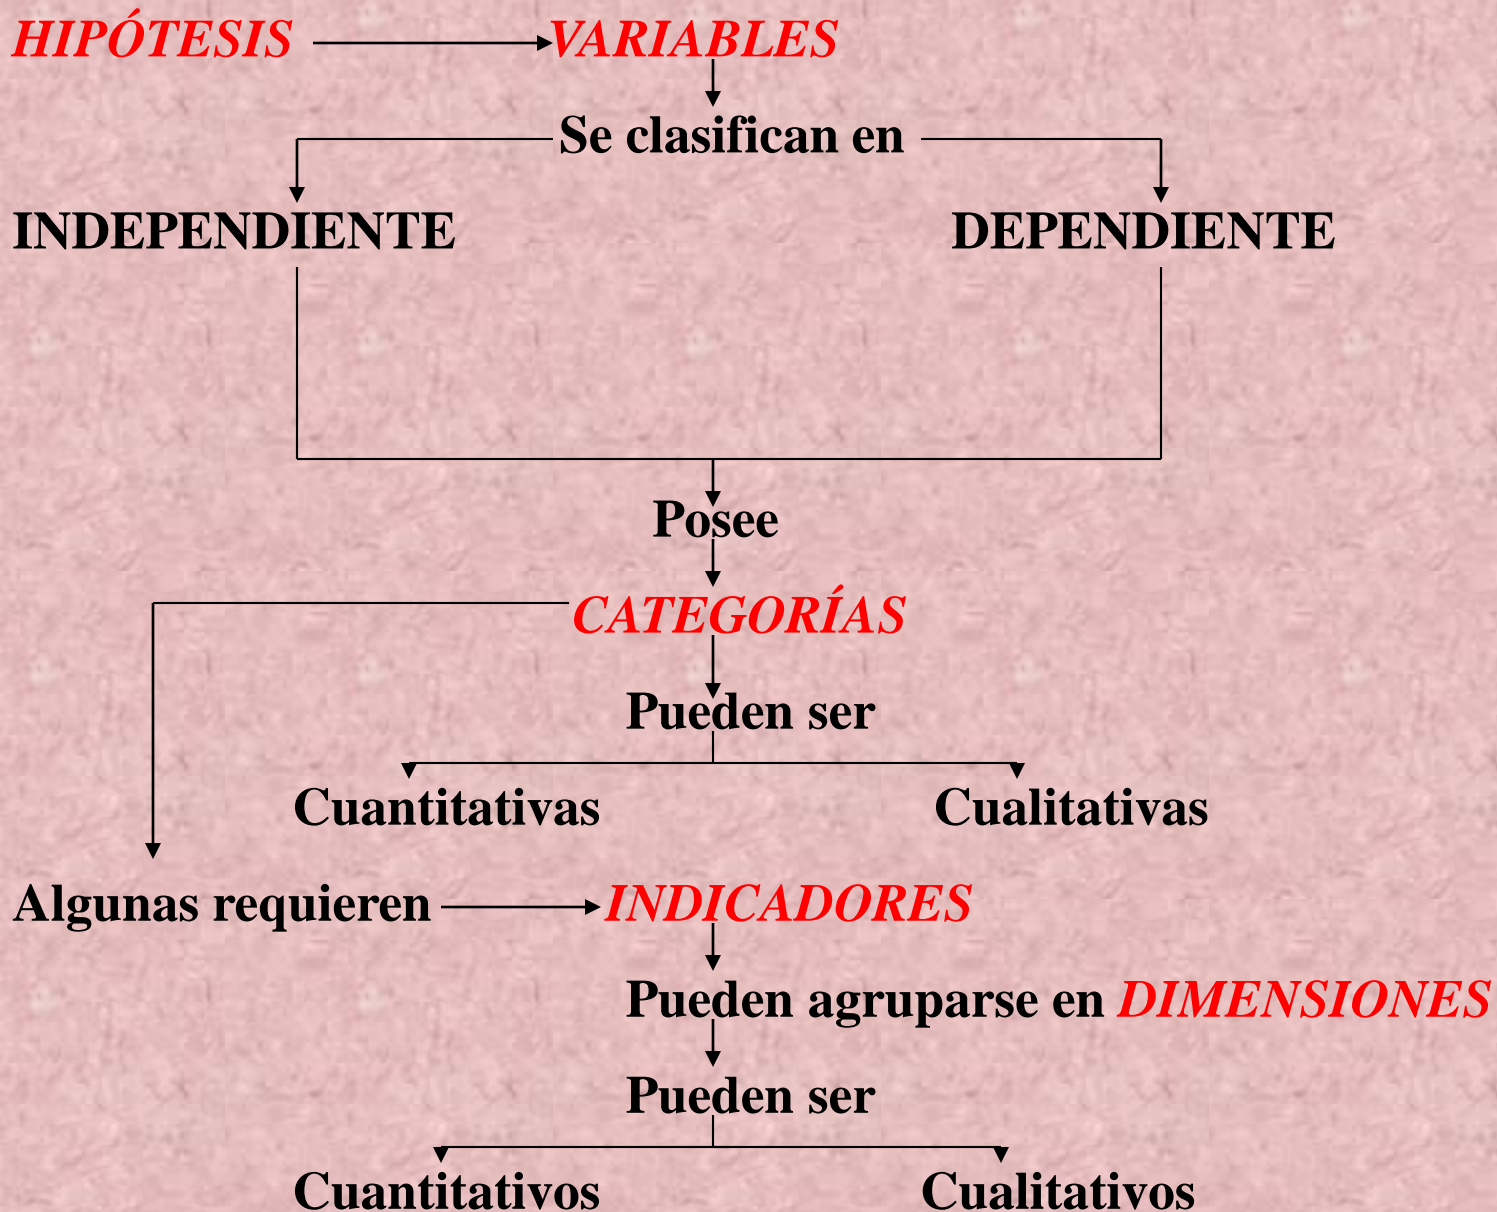 HIPÓTESIS VARIABLES
Se clasifican en
INDEPENDIENTE DEPENDIENTE
Posee
CATEGORÍAS
Pueden ser
Cuantitativas Cualitativas
Algunas requieren INDICADORES
Pueden agruparse en DIMENSIONES
Pueden ser
Cuantitativos Cualitativos